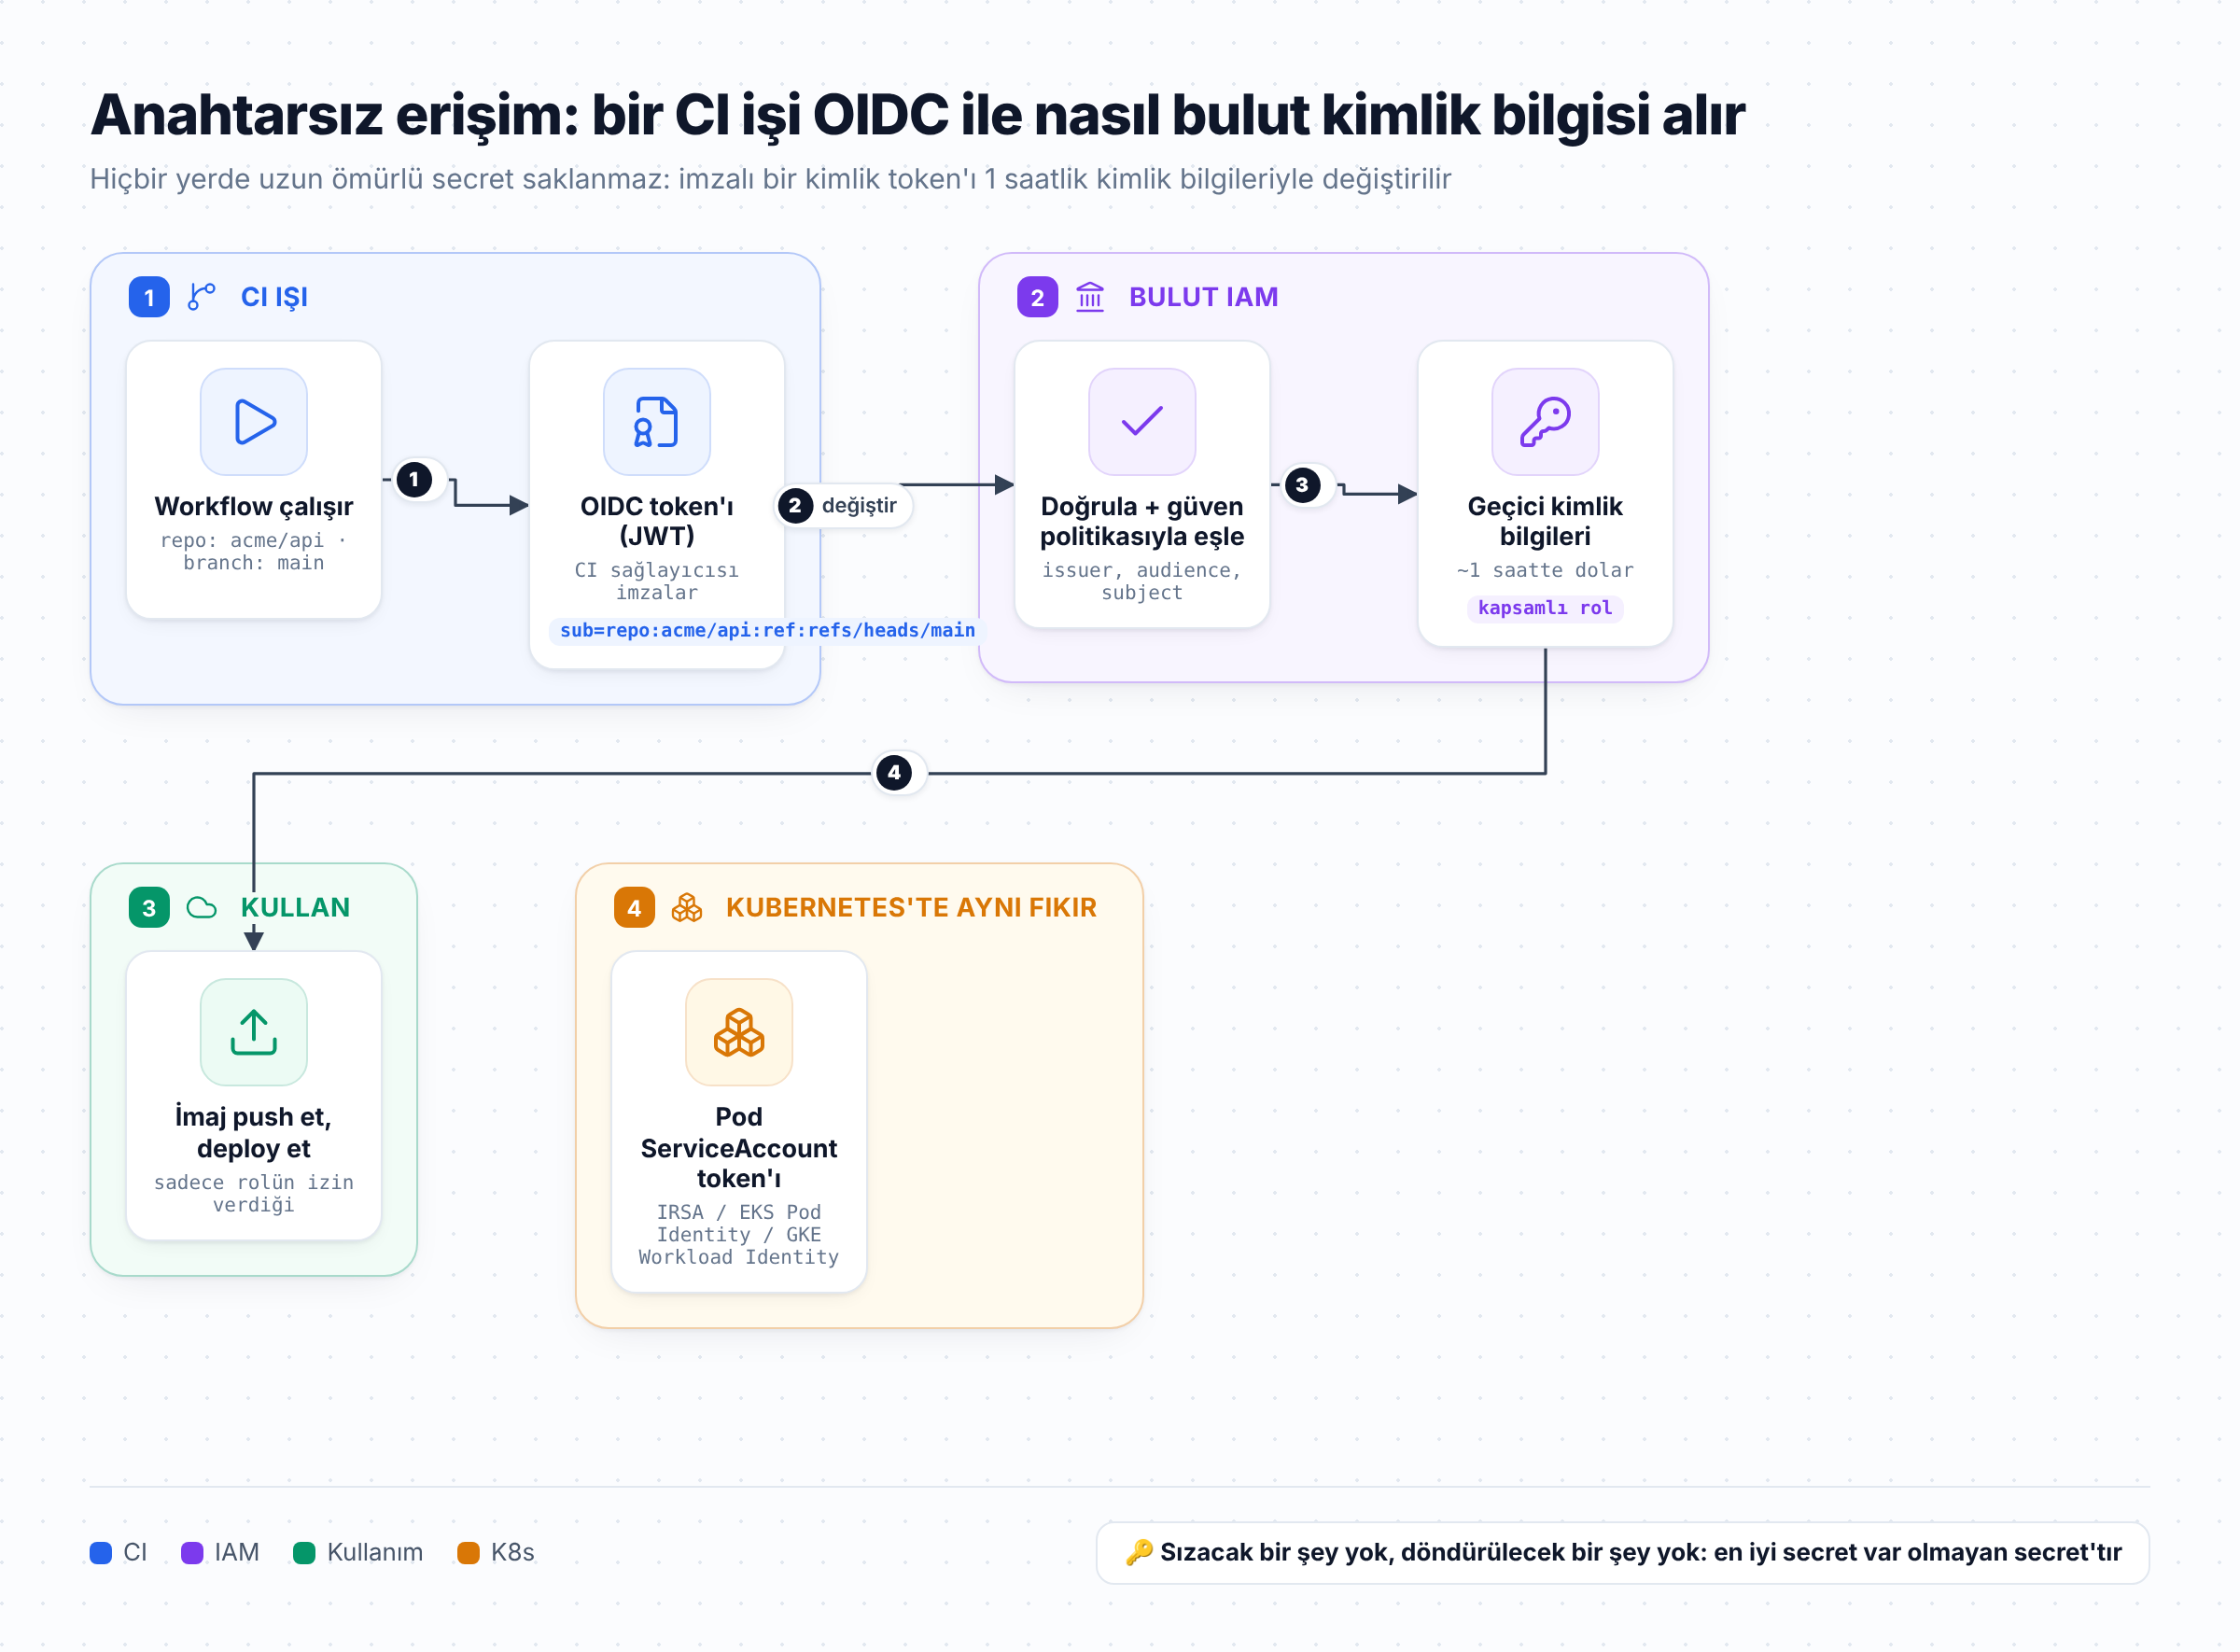 Anahtarsız erişim: bir CI işi OIDC ile nasıl bulut kimlik bilgisi alır
Hiçbir yerde uzun ömürlü secret saklanmaz: imzalı bir kimlik token'ı 1 saatlik kimlik bilgileriyle değiştirilir
1 CI IŞI
Workflow çalışır
repo: acme/api ·
branch: main
1
OIDC token'ı
(JWT)
CI sağlayıcısı
imzalar
sub=repo:acme/api:ref:refs/heads/main
2 değiştir
2 BULUT IAM
Doğrula + güven
politikasıyla eşle
issuer, audience,
subject
3
Geçici kimlik
bilgileri
~1 saatte dolar
kapsamlı rol
4
3 KULLAN
İmaj push et,
deploy et
sadece rolün izin
verdiği
4 KUBERNETES'TE AYNI FIKIR
Pod
ServiceAccount
token'ı
IRSA / EKS Pod
Identity / GKE
Workload Identity
CI
IAM
Kullanım
K8s
🔑 Sızacak bir şey yok, döndürülecek bir şey yok: en iyi secret var olmayan secret'tır